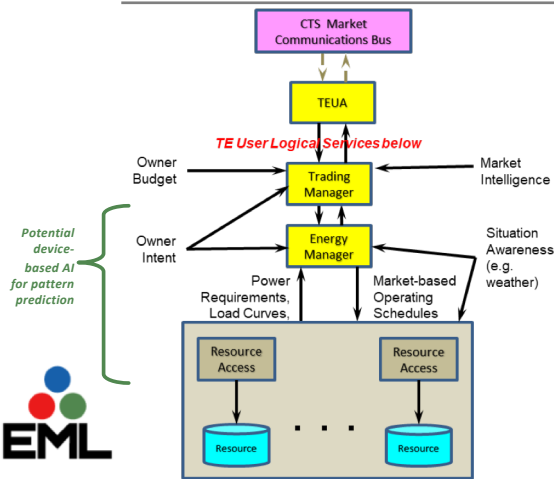 CTS Market
Communications Bus
TEUA
TE User Logical Services below
Owner
Budget
Trading
Manager
Market
Intelligence
Potential
device-
based AI
for pattern
prediction
Owner
Intent
Energy
Manager
Situation
Awareness
(e.g.
weather)
Power
Requirements,
Load Curves,
Market-based
Operating
Schedules
Resource
Access
Resource
Access
Resource
. . .
Resource
EML